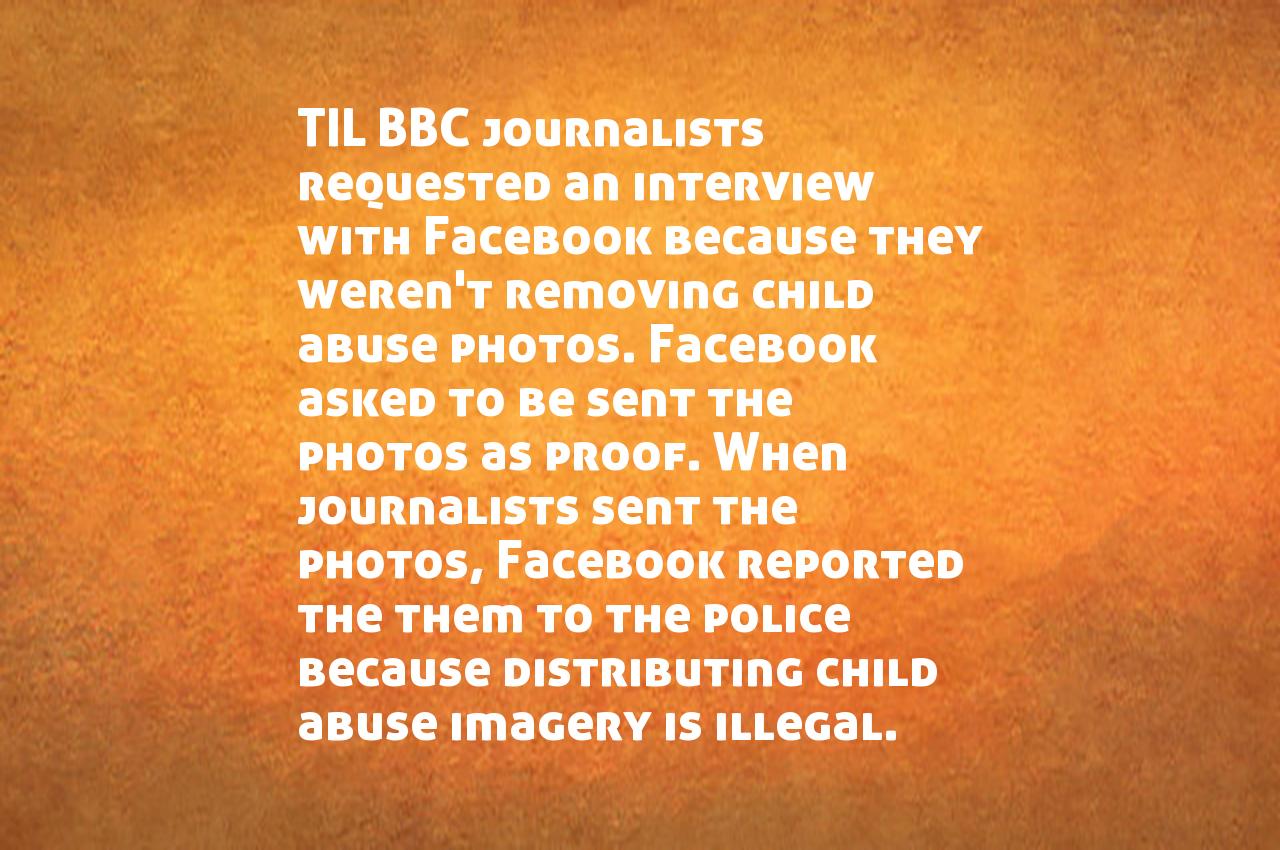 TIL BBC journalists
requested an interview
with Facebook because they
weren't removing child
abuse photos. Facebook
asked to be sent the
photos as proof. When
journalists sent the
photos, Facebook reported
the them to the police
because distributing child
abuse imagery is illegal.